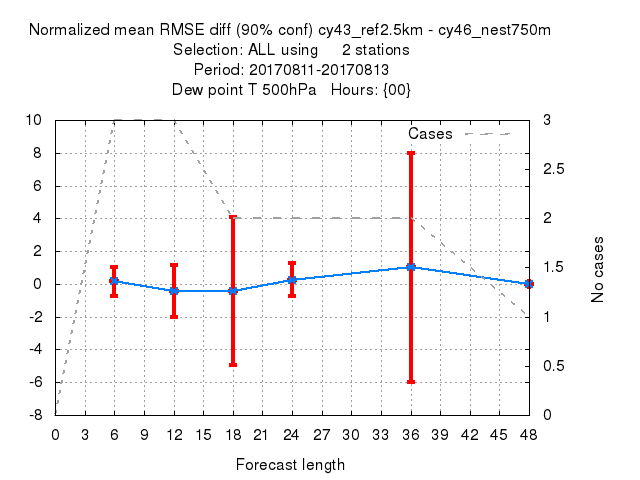 Normalized mean RMSE diff (90% conf) cy43_ref2.5km - cy46_nest750m
Selection: ALL using 2 stations
Period: 20170811-20170813
Dew point T 500hPa Hours: {00}
Cases
10
8
6
4
2
0
-2
-4
-6
-8
3
2.5
2
1.5
1
0.5
0
No cases
0 3 6 9 12 15 18 21 24 27 30 33 36 39 42 45 48
Forecast length